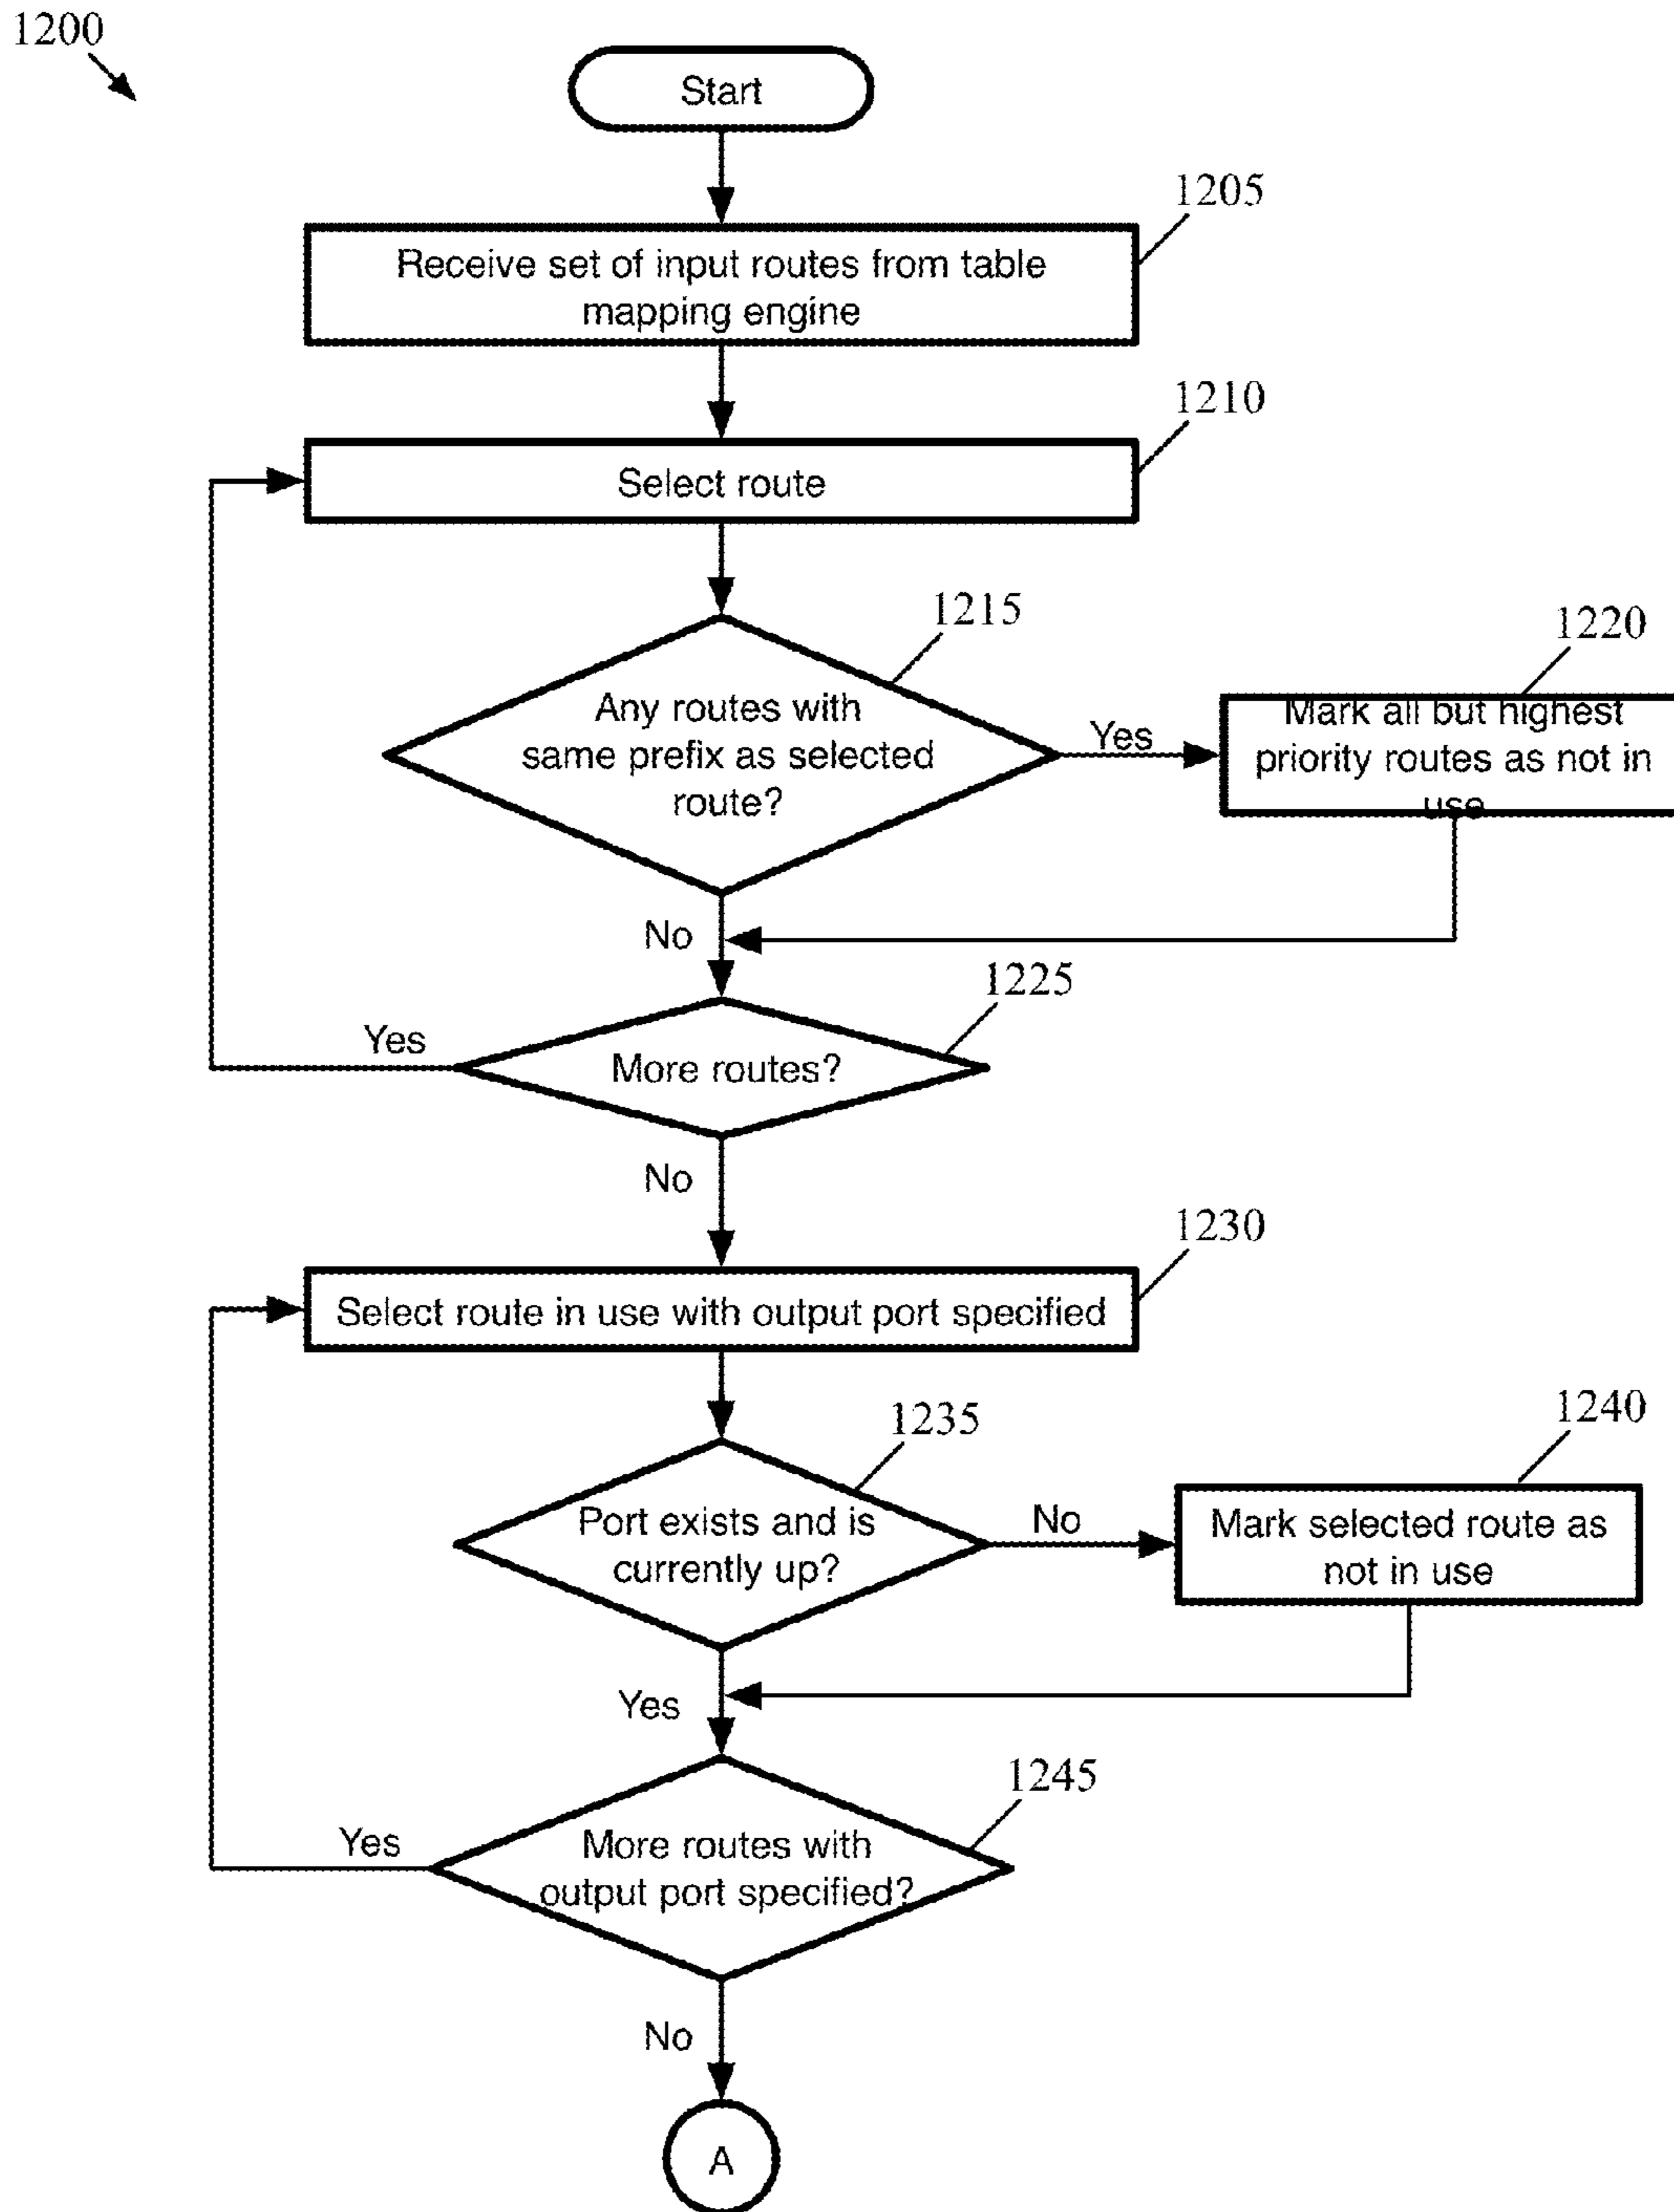 1200
Start
1205
Receive set of input routes from table
mapping engine
1210
Select route
1215
Any routes with
same prefix as selected
route?
Yes
1220
Mark all but highest
priority routes as not in
use
No
1225
Yes
More routes?
No
1230
Select route in use with output port specified
1235
Port exists and is
currently up?
No
1240
Mark selected route as
not in use
Yes
1245
Yes
More routes with
output port specified?
No
A